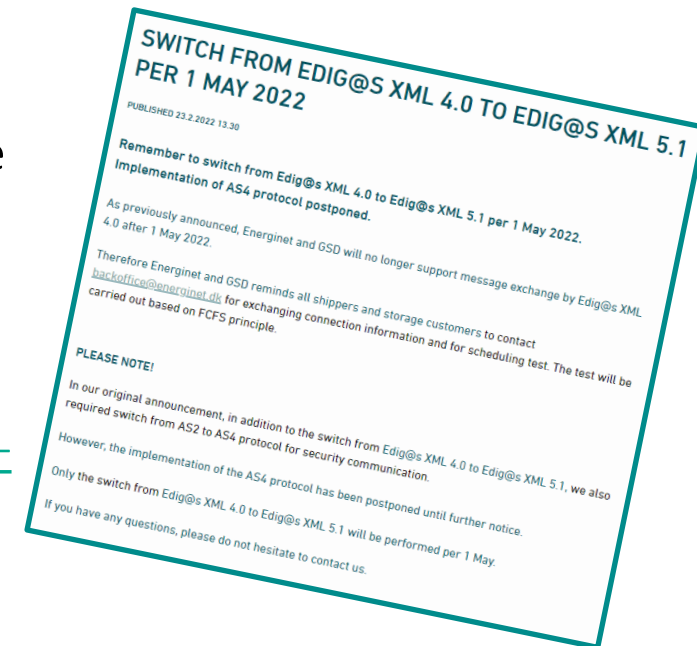 e
SWITCH FROM EDIG@S XML 4.0 TO EDIG@S XML 5.1
PER 1 MAY 2022
PUBLISHED 23.2.2022 13.30
Remember to switch from Edig@s XML 4.0 to Edig@s XML 5.1 per 1 May 2022.
Implementation of AS4 protocol postponed.
As previously announced, Energinet and GSD will no longer support message exchange by Edig@s XML
4.0 after 1 May 2022.
Therefore Energinet and GSD reminds all shippers and storage customers to contact
backoffice@energinet.dk for exchanging connection information and for scheduling test. The test will be
carried out based on FCFS principle.
PLEASE NOTE!
In our original announcement, in addition to the switch from Edig@s XML 4.0 to Edig@s XML 5.1, we also
required switch from AS2 to AS4 protocol for security communication.
However, the implementation of the AS4 protocol has been postponed until further notice.
Only the switch from Edig@s XML 4.0 to Edig@s XML 5.1 will be performed per 1 May.
If you have any questions, please do not hesitate to contact us.